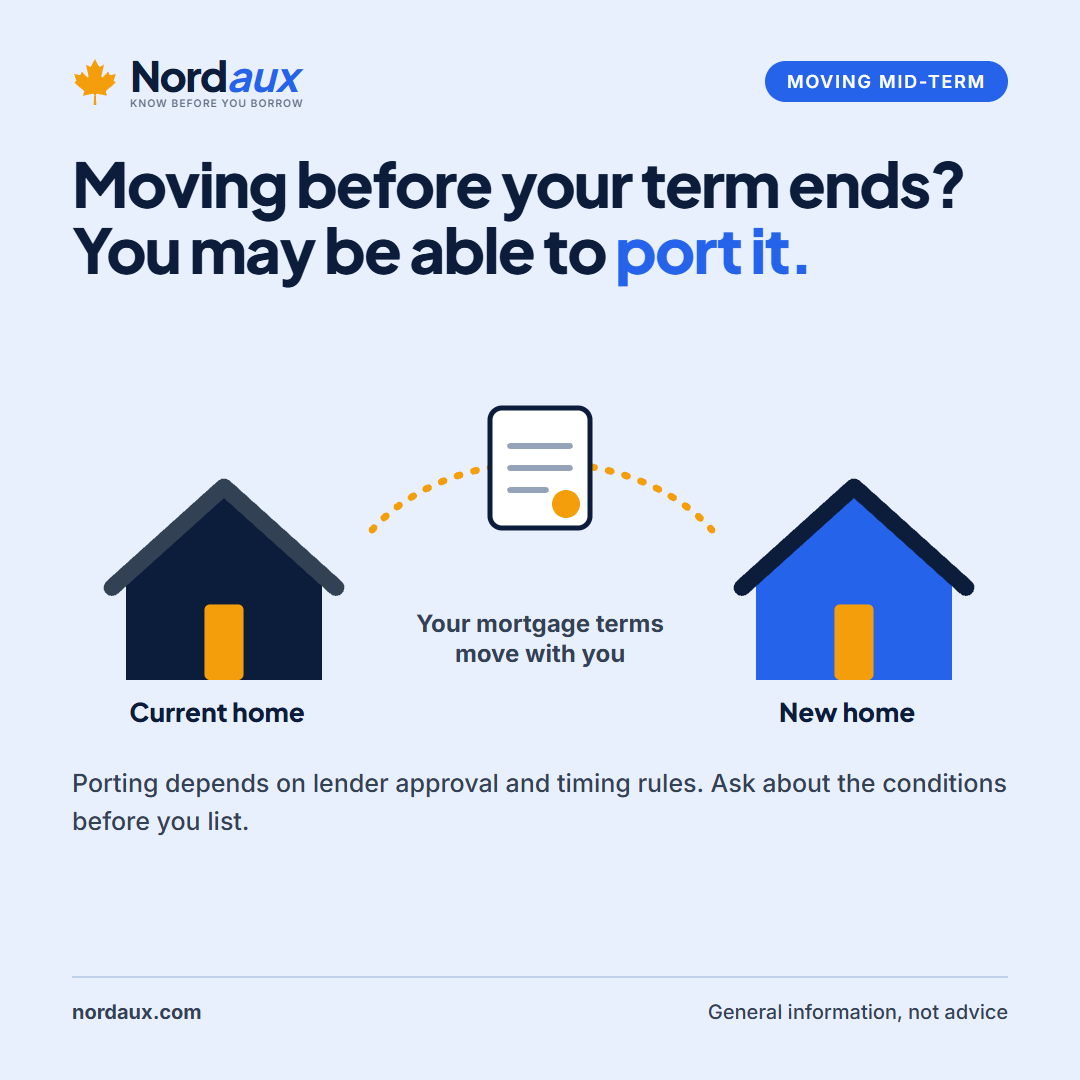 Nordaux
KNOW BEFORE YOU BORROW
MOVING MID-TERM
Moving before your term ends?
You may be able to port it.
Your mortgage terms
move with you
Current home
New home
Porting depends on lender approval and timing rules. Ask about the conditions
before you list.
nordaux.com
General information, not advice